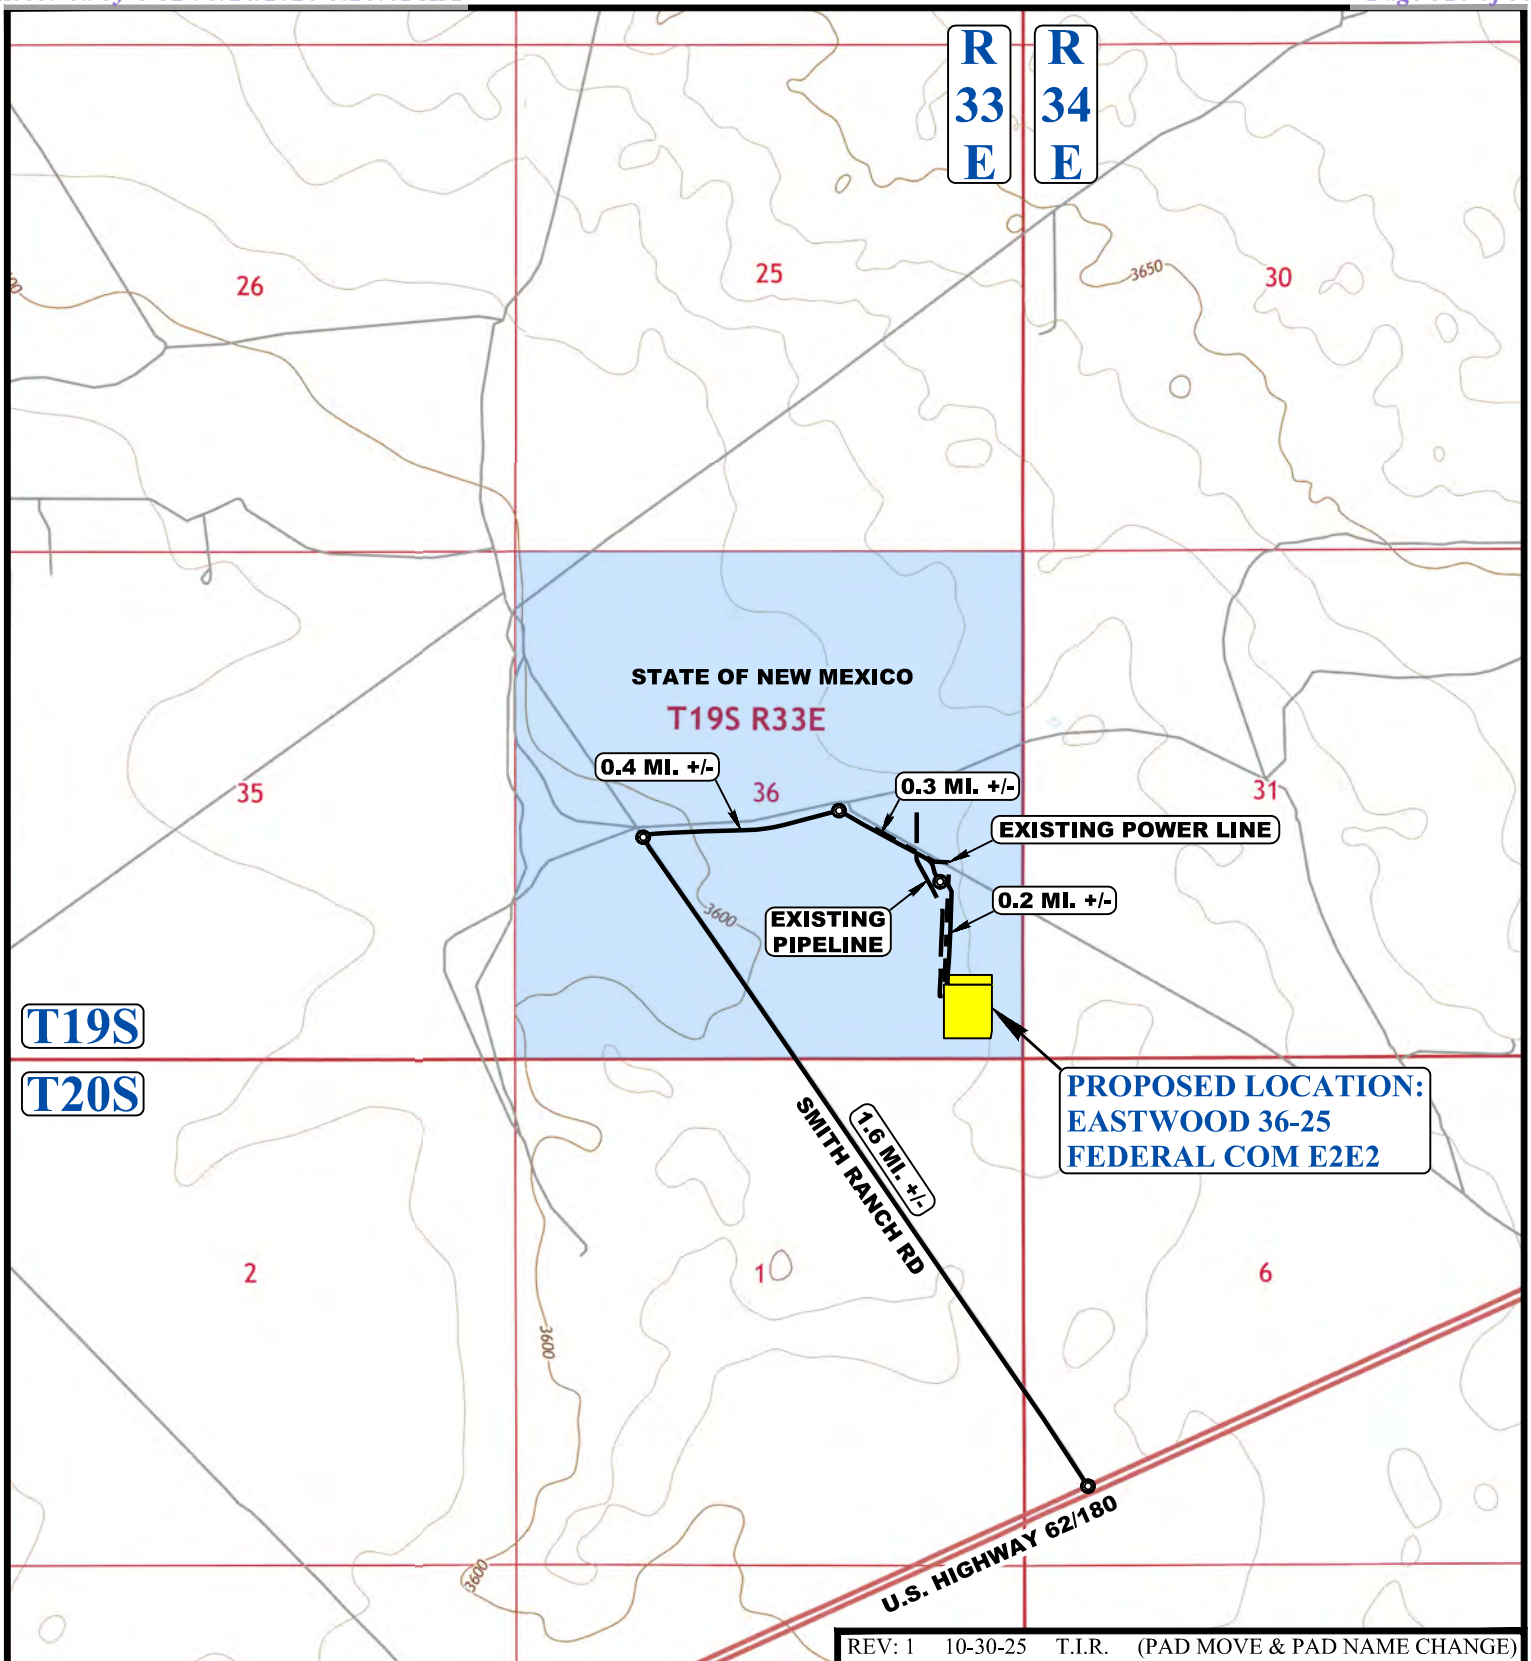 R
33
E
R
34
E
26
25
30
3650
STATE OF NEW MEXICO
T19S R33E
0.4 MI. +/-
36
0.3 MI. +/-
35
31
EXISTING POWER LINE
0.2 MI. +/-
3600
EXISTING
PIPELINE
T19S
T20S
PROPOSED LOCATION:
EASTWOOD 36-25
FEDERAL COM E2E2
1.6 MI. +/-
SMITH RANCH RD
2
1
6
3600
3600
U.S. HIGHWAY 62/180
REV: 1 10-30-25 T.I.R. (PAD MOVE & PAD NAME CHANGE)